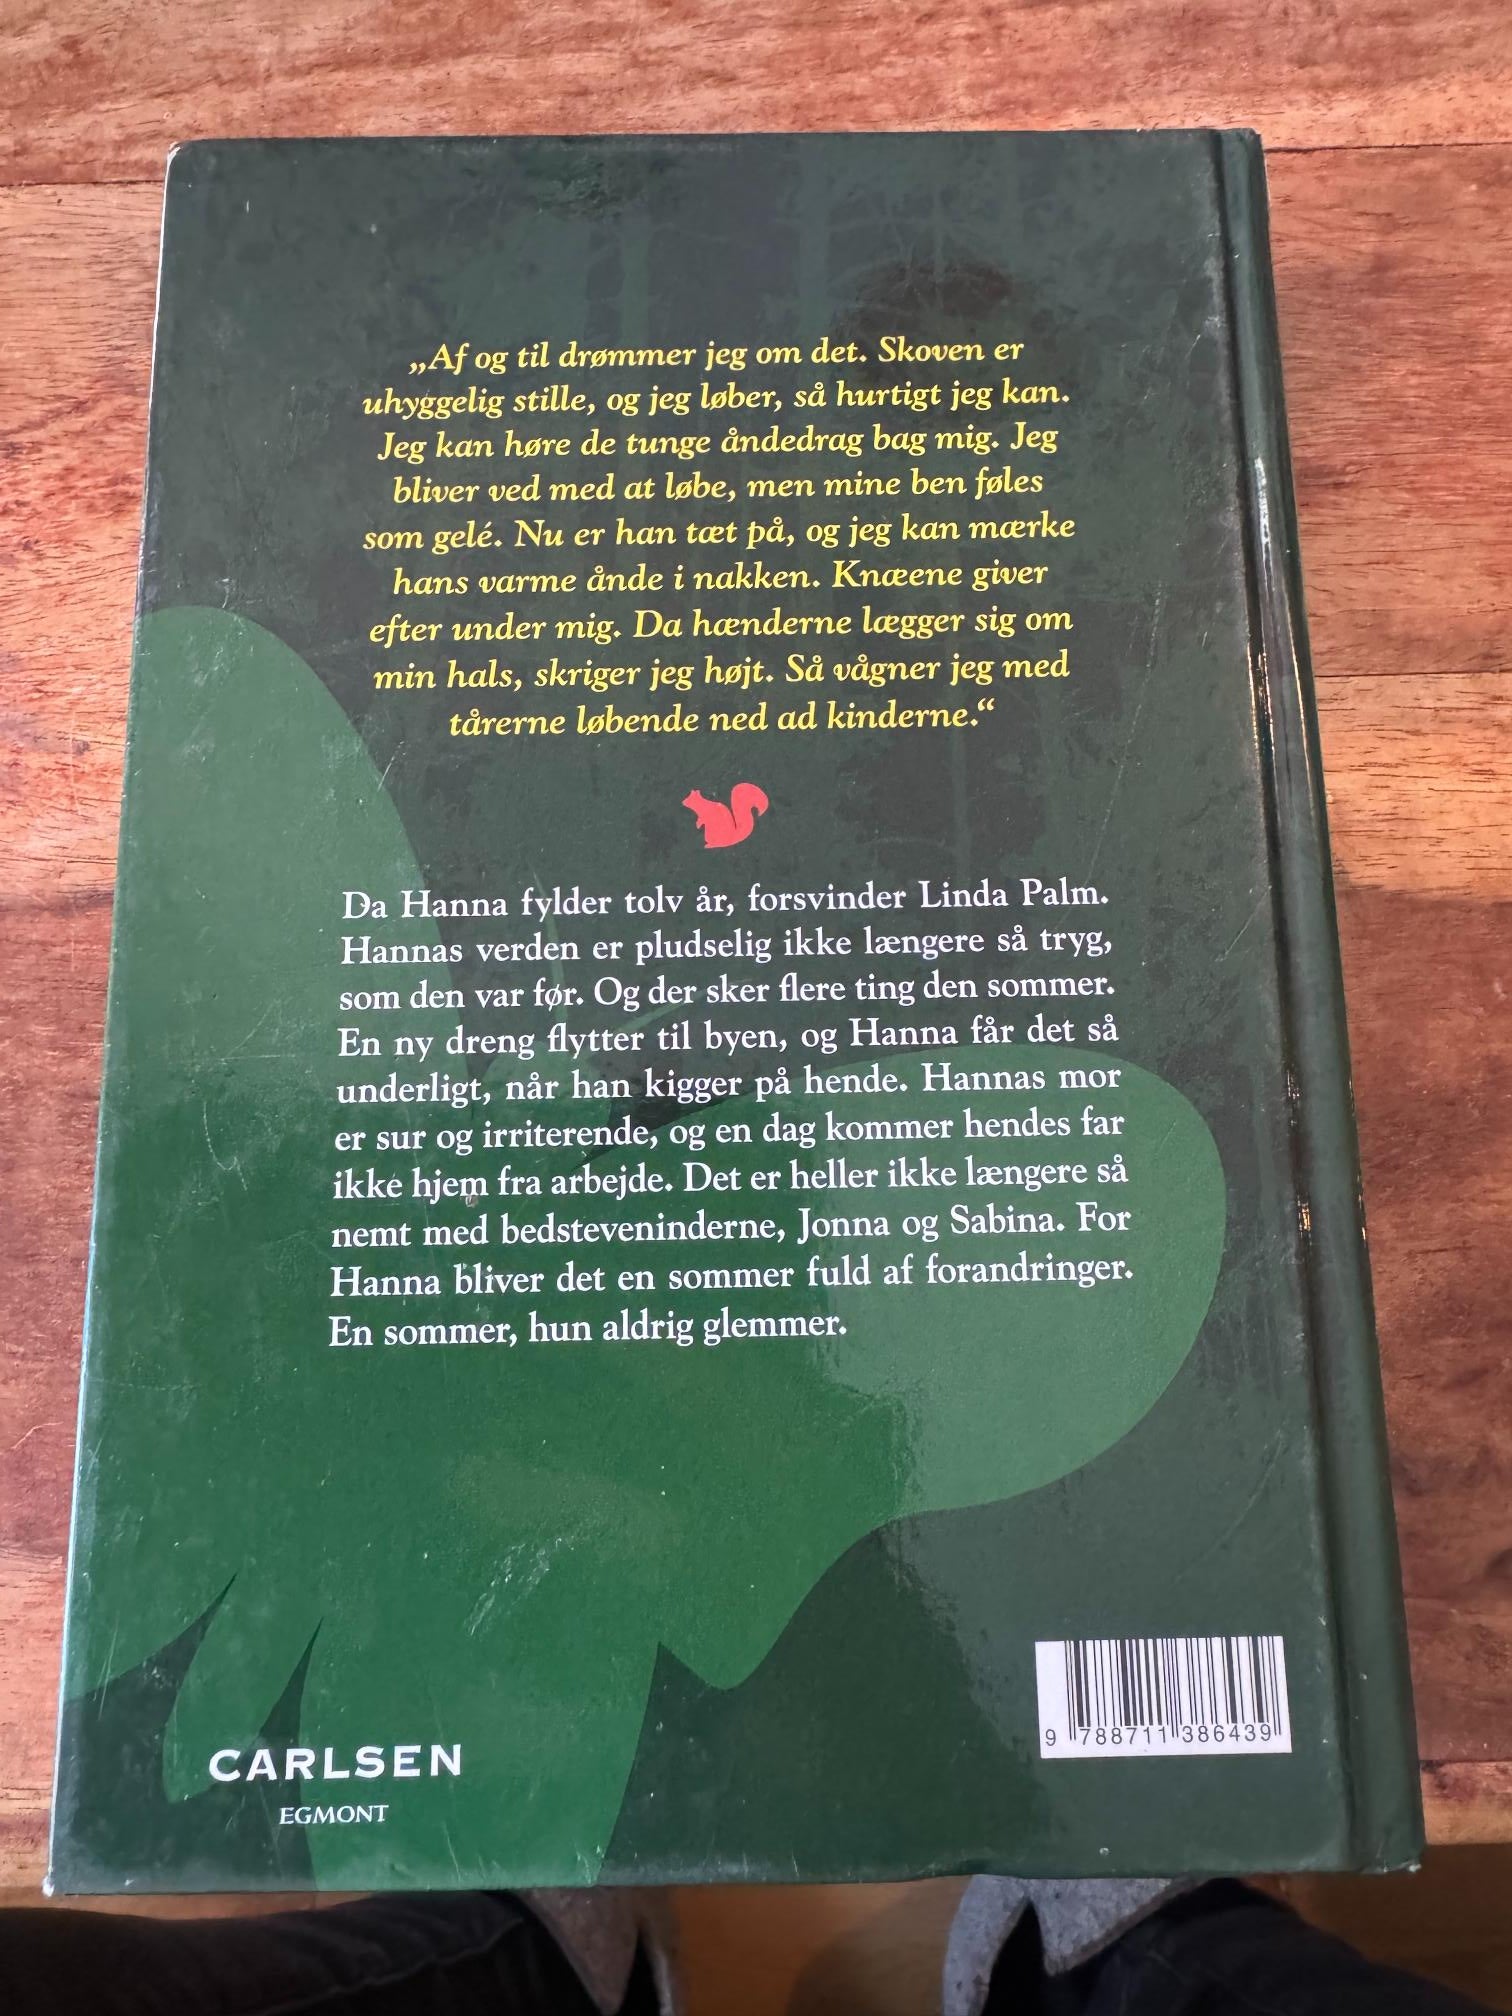 „Af og til drømmer jeg om det. Skoven er
uhyggelig stille, og jeg løber, så hurtigt jeg kan.
Jeg kan høre de tunge åndedrag bag mig. Jeg
bliver ved med at løbe, men mine ben føles
som gelé. Nu er han tæt på, og jeg kan mærke
hans varme ånde i nakken. Knæene giver
efter under mig. Da hænderne lægger sig om
min hals, skriger jeg højt. Så vågner jeg med
tårerne løbende ned ad kinderne.“
Da Hanna fylder tolv år, forsvinder Linda Palm.
Hannas verden er pludselig ikke længere så tryg,
som den var før. Og der sker flere ting den sommer.
En ny dreng flytter til byen, og Hanna får det så
underligt, når han kigger på hende. Hannas mor
er sur og irriterende, og en dag kommer hendes far
ikke hjem fra arbejde. Det er heller ikke længere så
nemt med bedsteveninderne, Jonna og Sabina. For
Hanna bliver det en sommer fuld af forandringer.
En sommer, hun aldrig glemmer.
CARLSEN
EGMONT
9 788711 386439